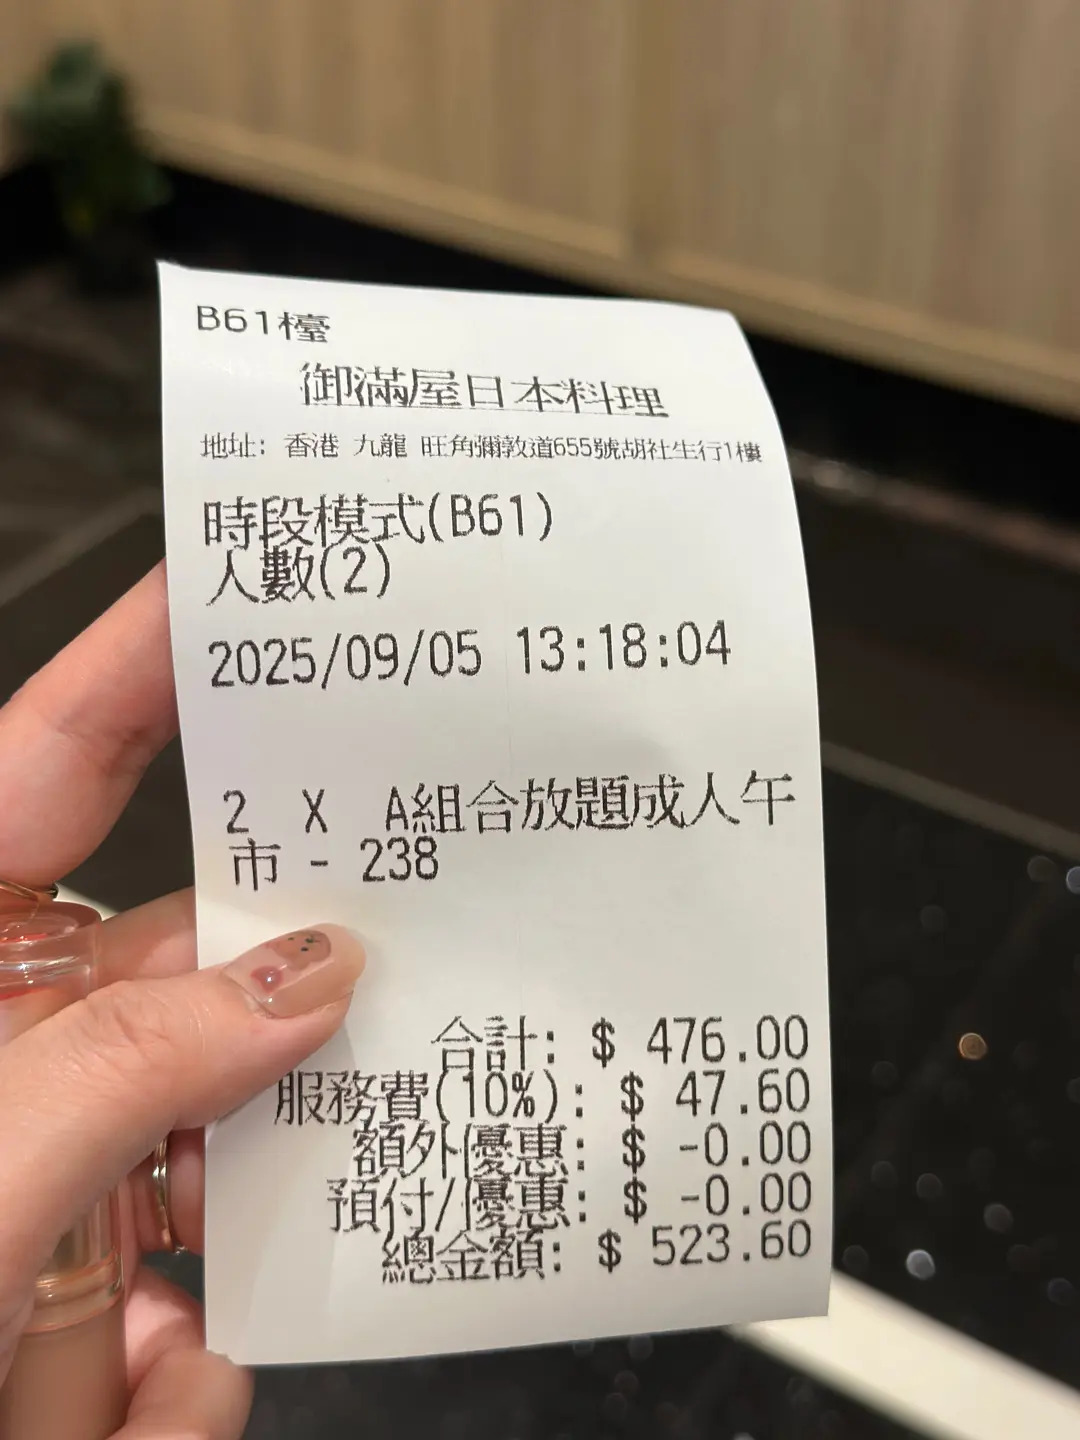 B61檯
御滿屋日本料理
地址: 香港 九龍 旺角彌敦道655號胡社生行1樓
時段模式(B61)
人數(2)
2025/09/05 13:18:04
2 X A組合放題成人午
市 - 238
合計: $ 476.00
服務費(10%): $ 47.60
額外優惠: $ -0.00
預付/優惠: $ -0.00
總金額: $ 523.60